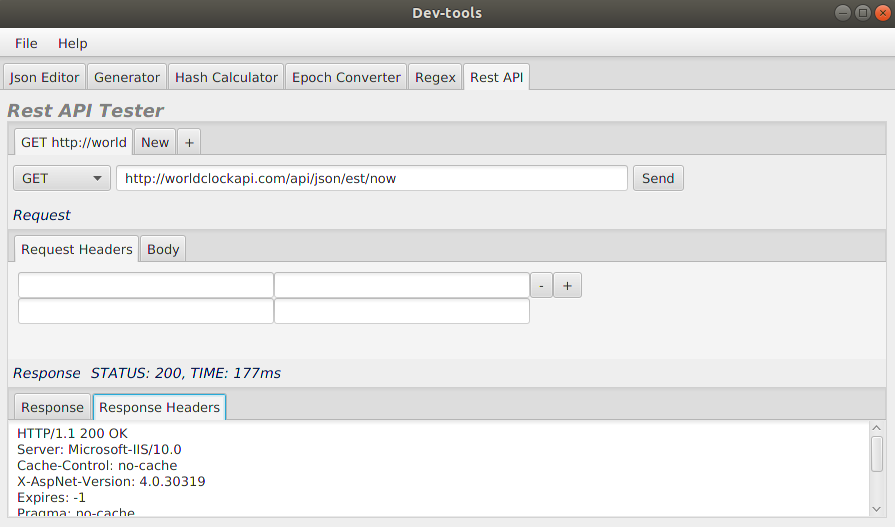 Dev-tools
File Help
Json Editor Generator Hash Calculator Epoch Converter Regex Rest API
Rest API Tester
GET http://world New +
GET http://worldclockapi.com/api/json/est/now Send
Request
Request Headers Body
- +
Response STATUS: 200, TIME: 177ms
Response Response Headers
HTTP/1.1 200 OK
Server: Microsoft-IIS/10.0
Cache-Control: no-cache
X-AspNet-Version: 4.0.30319
Expires: -1
Pragma: no-cache